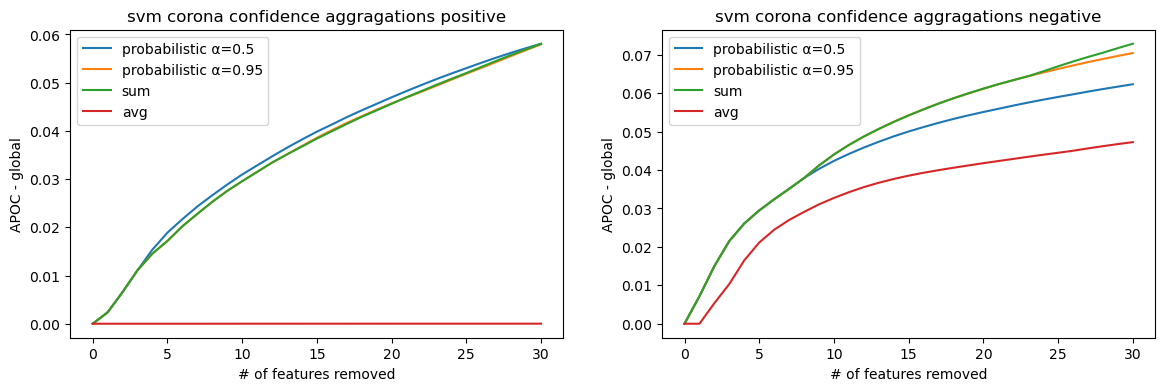 svm corona confidence aggragations positive
probabilistic α=0.5
probabilistic α=0.95
sum
avg
APOC - global
0.06
0.05
0.04
0.03
0.02
0.01
0.00
0 5 10 15 20 25 30
# of features removed
svm corona confidence aggragations negative
probabilistic α=0.5
probabilistic α=0.95
sum
avg
APOC - global
0.07
0.06
0.05
0.04
0.03
0.02
0.01
0.00
0 5 10 15 20 25 30
# of features removed